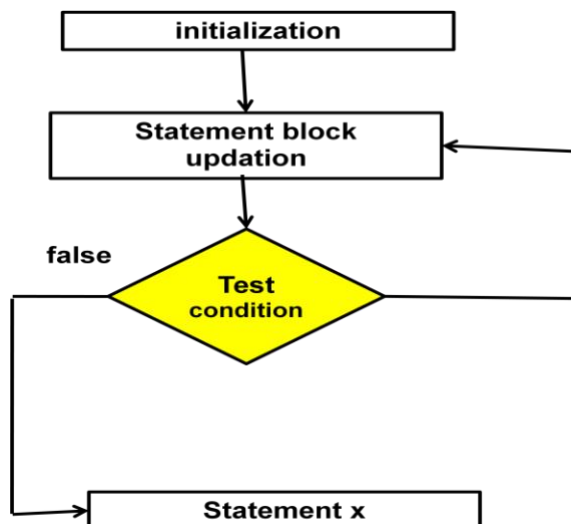 initialization
Statement block
updation
false
Test
condition
Statement x